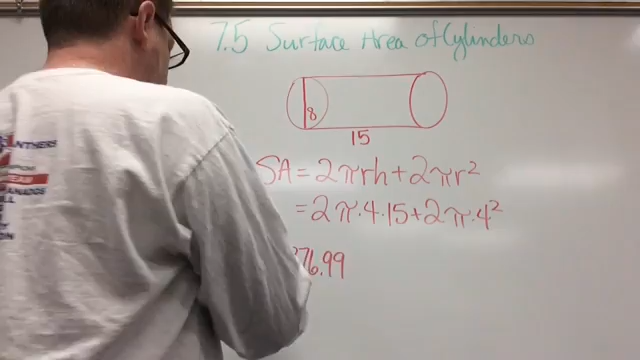 7.5 Surface Area of Cylinders
8
15
SA = 2πrh + 2πr²
= 2π·4·15 + 2π·4²
76.99